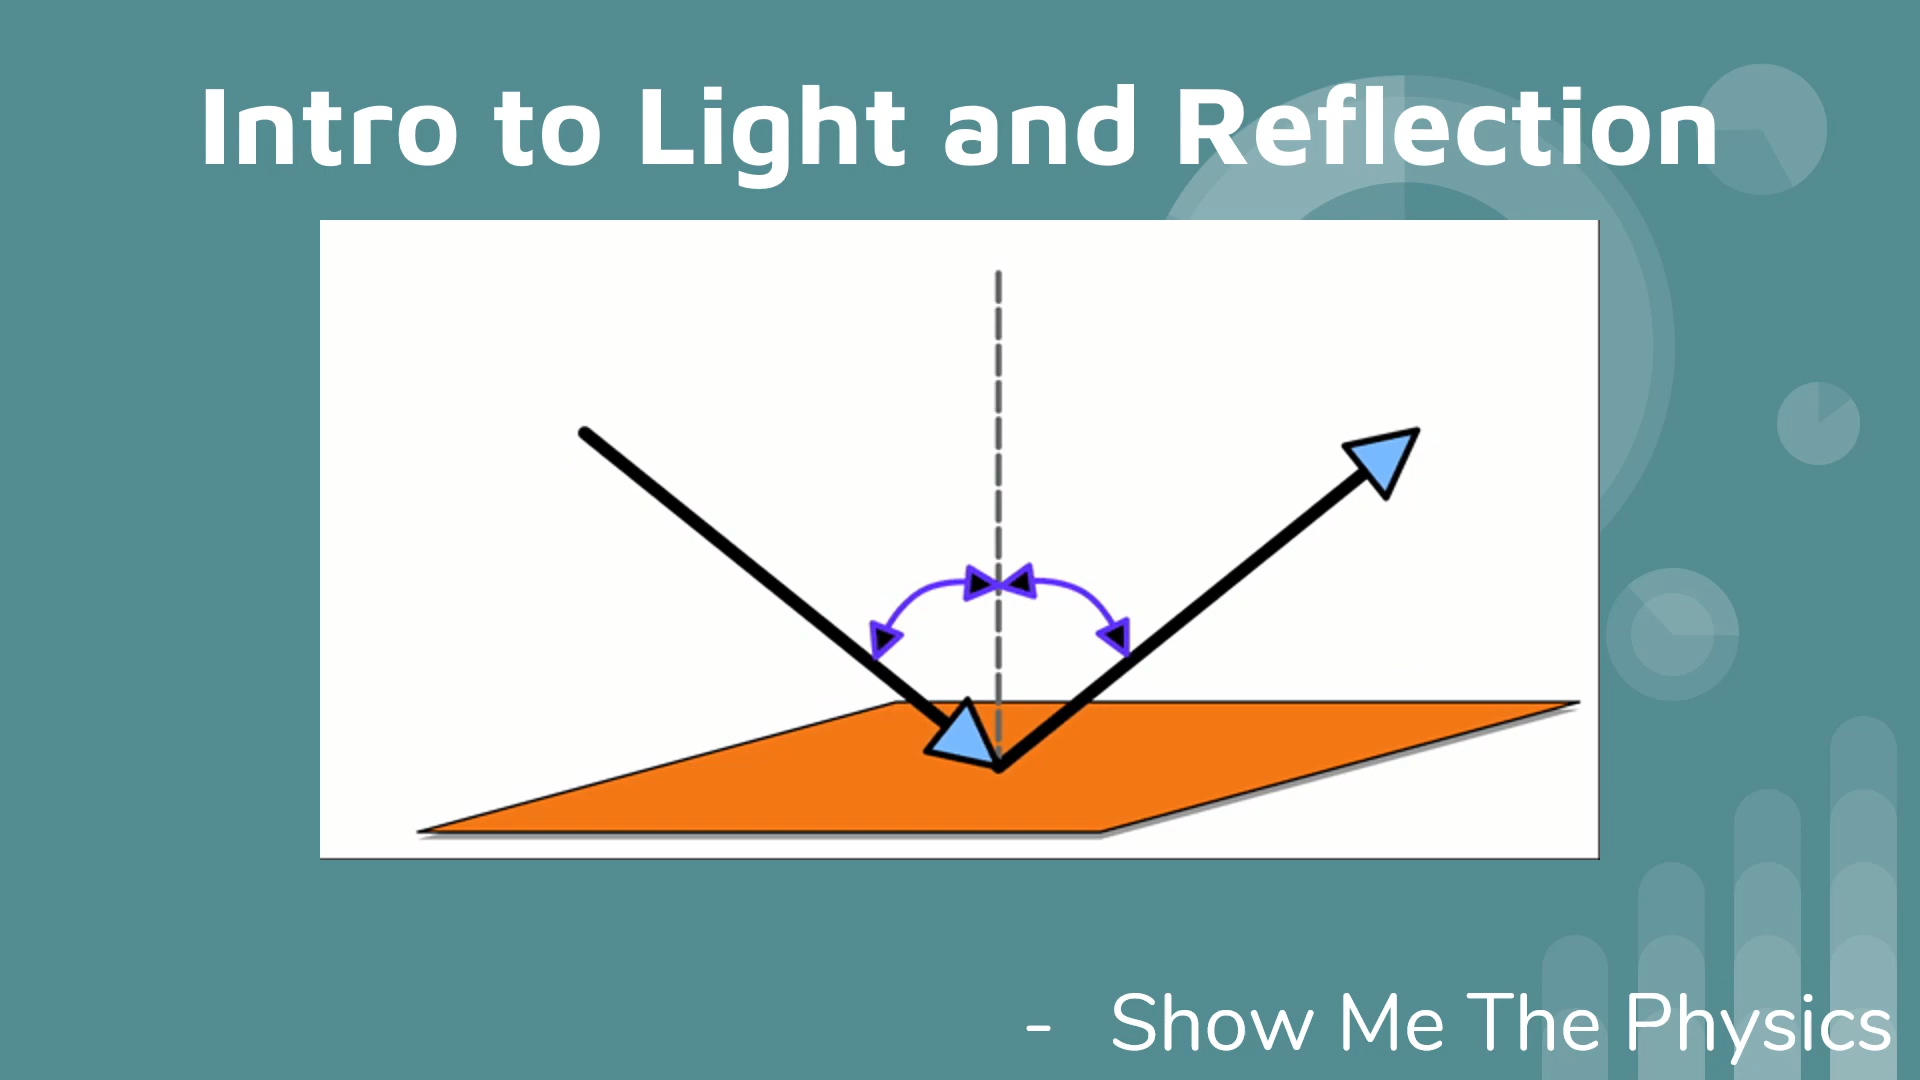 Intro to Light and Reflection
- Show Me The Physics